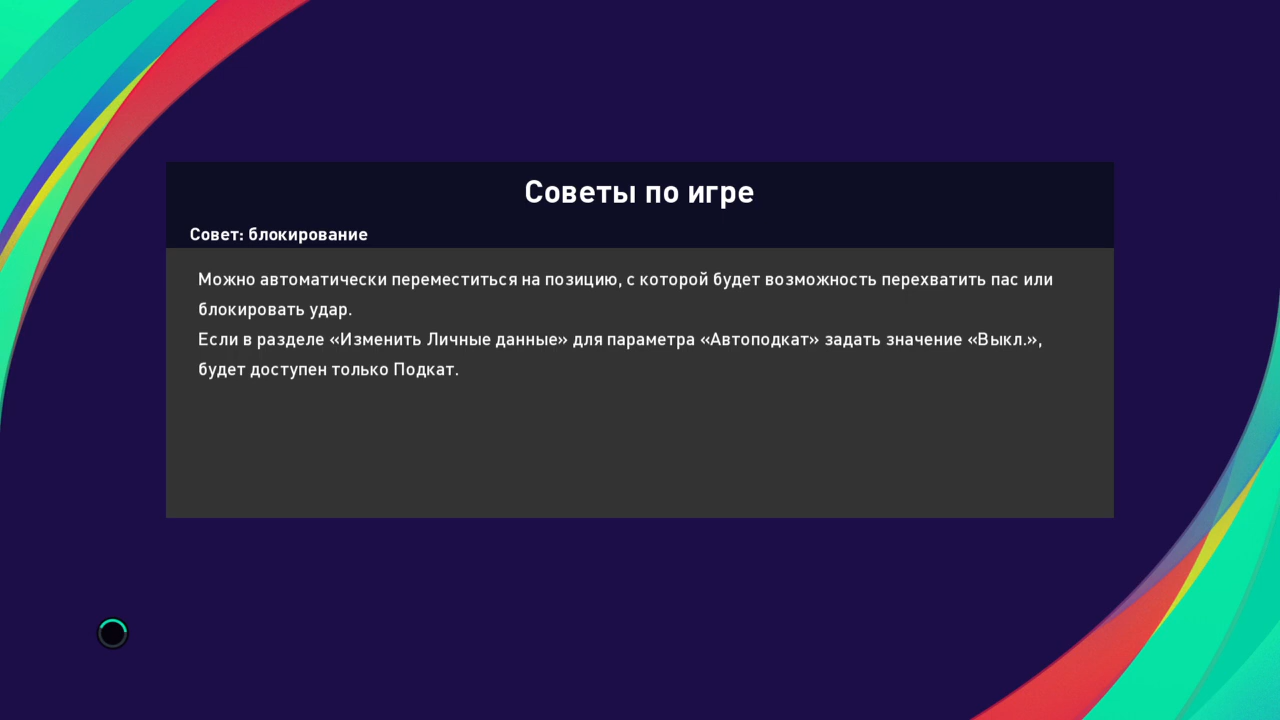 Советы по игре
Совет: блокирование
Можно автоматически переместиться на позицию, с которой будет возможность перехватить пас или
блокировать удар.
Если в разделе «Изменить Личные данные» для параметра «Автоподкат» задать значение «Выкл.»,
будет доступен только Подкат.